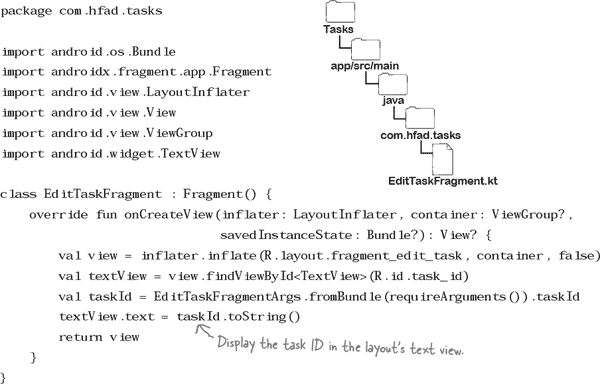 package com.hfad.tasks
Tasks
import android.os.Bundle
app/src/main
import androidx.fragment.app.Fragment
import android.view.LayoutInflater
java
import android.view.View
import android.view.ViewGroup
com.hfad.tasks
import android.widget.TextView
EditTaskFragment.kt
class EditTaskFragment : Fragment() {
override fun onCreateView(inflater: LayoutInflater, container: ViewGroup?,
savedInstanceState: Bundle?): View? {
val view = inflater.inflate(R.layout.fragment_edit_task, container, false)
val textView = view.findViewById<TextView>(R.id.task_id)
val taskId = EditTaskFragmentArgs.fromBundle(requireArguments()).taskId
textView.text = taskId.toString()
return view
Display the task ID in the layout's text view.
}
}